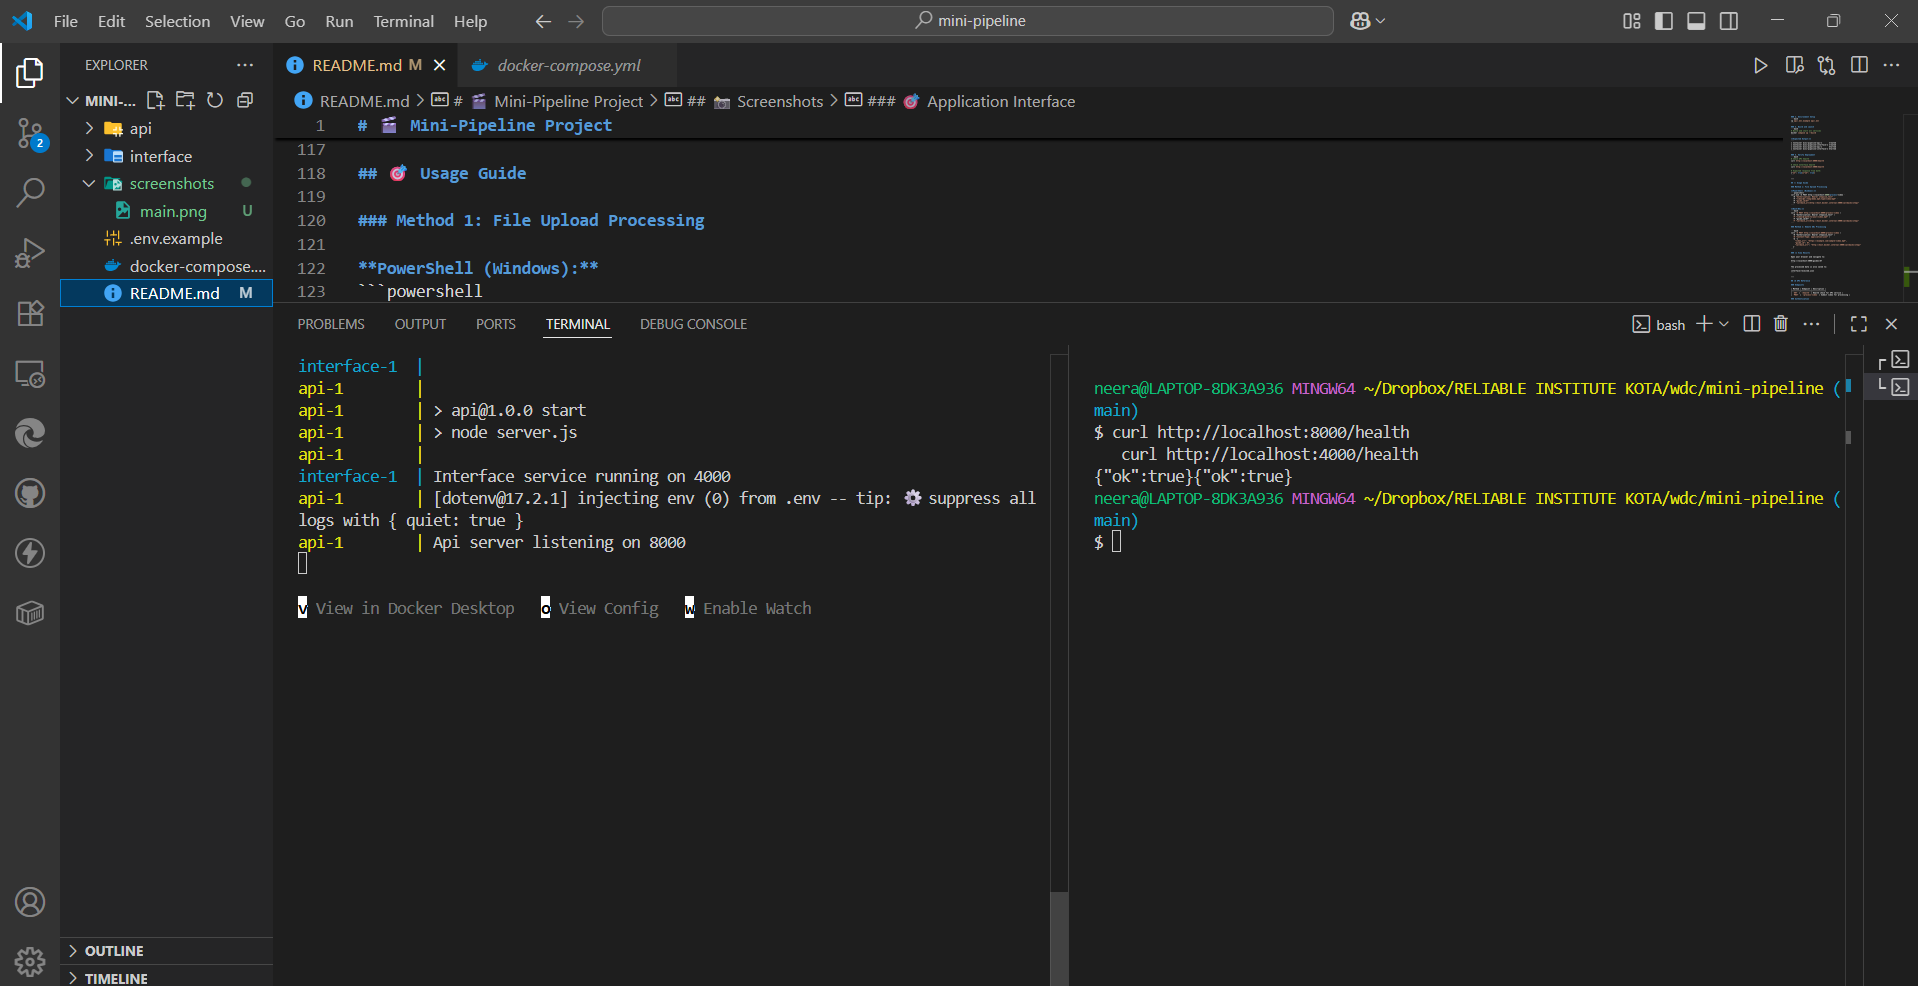 File Edit Selection View Go Run Terminal Help
mini-pipeline
EXPLORER
MINI-...
api
interface
screenshots
main.png U
.env.example
docker-compose....
README.md M
OUTLINE
TIMELINE
2
README.md M
docker-compose.yml
README.md > # 🎬 Mini-Pipeline Project > ## 📸 Screenshots > ### 🎯 Application Interface
1 # 🎬 Mini-Pipeline Project
117
118 ## 🎯 Usage Guide
119
120 ### Method 1: File Upload Processing
121
122 **PowerShell (Windows):**
123 ```powershell
PROBLEMS OUTPUT PORTS TERMINAL DEBUG CONSOLE
bash
interface-1 |
api-1 |
api-1 | > api@1.0.0 start
api-1 | > node server.js
api-1 |
interface-1 | Interface service running on 4000
api-1 | [dotenv@17.2.1] injecting env (0) from .env -- tip: ⚙️ suppress all
logs with { quiet: true }
api-1 | Api server listening on 8000
v View in Docker Desktop o View Config w Enable Watch
neera@LAPTOP-8DK3A936 MINGW64 ~/Dropbox/RELIABLE INSTITUTE KOTA/wdc/mini-pipeline (
main)
$ curl http://localhost:8000/health
curl http://localhost:4000/health
{"ok":true}{"ok":true}
neera@LAPTOP-8DK3A936 MINGW64 ~/Dropbox/RELIABLE INSTITUTE KOTA/wdc/mini-pipeline (
main)
$